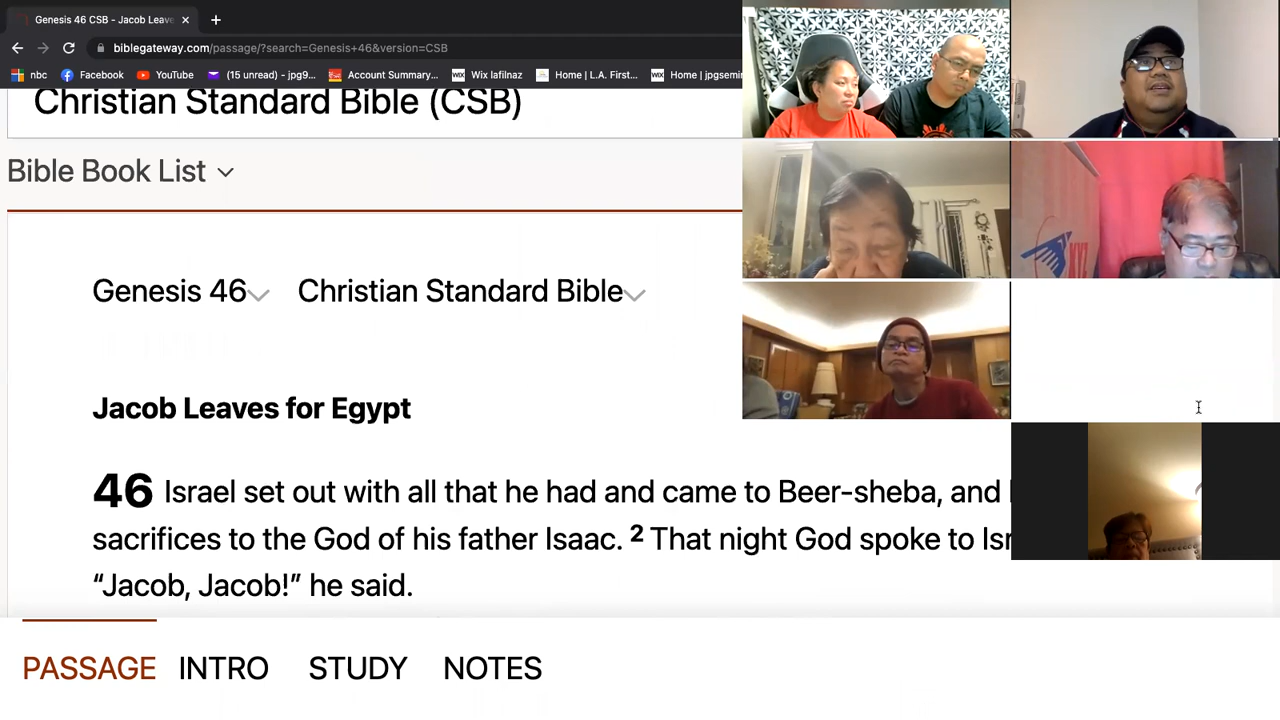 Genesis 46 CSB - Jacob Leave
biblegateway.com/passage/?search=Genesis+46&version=CSB
nbc Facebook YouTube (15 unread) - jpg9... Account Summary... Wix lafilnaz Home | L.A. First... Home | jpgsemi
Christian Standard Bible (CSB)
Bible Book List
Genesis 46 Christian Standard Bible
Jacob Leaves for Egypt
46 Israel set out with all that he had and came to Beer-sheba, and
sacrifices to the God of his father Isaac. 2 That night God spoke to Isr
“Jacob, Jacob!” he said.
PASSAGE INTRO STUDY NOTES
XYZ